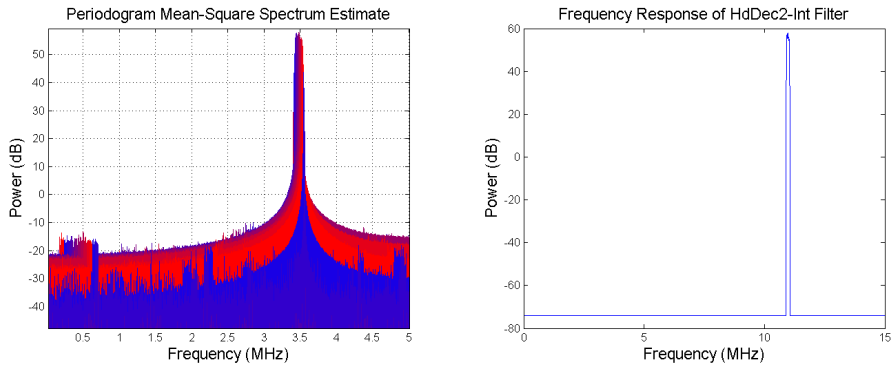 Periodogram Mean-Square Spectrum Estimate
Power (dB)
50
40
30
20
10
0
-10
-20
-30
-40
0.5 1 1.5 2 2.5 3 3.5 4 4.5 5
Frequency (MHz)
Frequency Response of HdDec2-Int Filter
Power (dB)
60
40
20
0
-20
-40
-60
-80
0 5 10 15
Frequency (MHz)